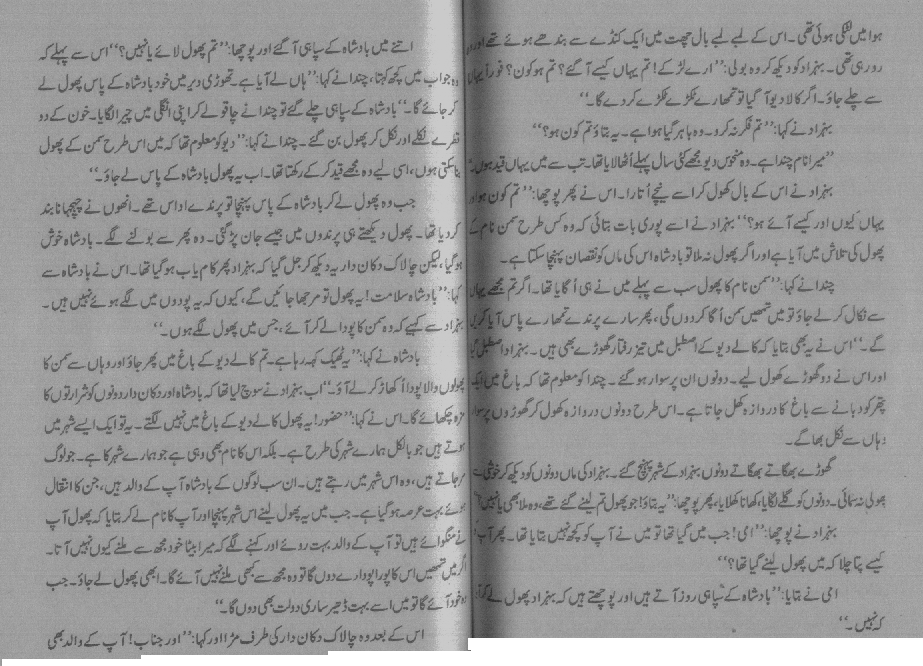 ہوا میں لٹکی ہوئی تھی۔ اس کے لمبے لمبے بال چھت میں ایک کنڈے سے بندھے ہوئے تھے اور وہ
رو رہی تھی۔ بہزاد کو دیکھ کر وہ بولی: ’’ارے لڑکے! تم یہاں کیسے آ گئے؟ تم ہو کون؟ فوراً یہاں
سے چلے جاؤ۔ اگر کالا دیو آ گیا تو تمھارے ٹکڑے ٹکڑے کر دے گا۔‘‘
بہزاد نے کہا: ’’تم فکر نہ کرو۔ وہ باہر گیا ہوا ہے۔ یہ بتاؤ تم کون ہو؟‘‘
’’میرا نام چندا ہے۔ وہ منحوس دیو مجھے کئی سال پہلے اُٹھا لایا تھا۔ تب سے میں یہاں قید ہوں۔‘‘
بہزاد نے اس کے بال کھول کر اسے نیچے اُتارا۔ اس نے پھر پوچھا: ’’تم کون ہو اور
یہاں کیوں اور کیسے آئے ہو؟‘‘ بہزاد نے اسے پوری بات بتائی کہ وہ کس طرح سمن نام کے
پھول کی تلاش میں آیا ہے اور اگر پھول نہ ملا تو بادشاہ اس کی ماں کو نقصان پہنچا سکتا ہے۔
چندا نے کہا: ’’سمن نام کا پھول سب سے پہلے میں نے ہی اُگایا تھا۔ اگر تم مجھے یہاں
سے نکال کر لے جاؤ تو میں تمھیں سمن اُگا کر دوں گی، پھر سارے پرندے تمھارے پاس آیا کریں
گے۔‘‘ اس نے یہ بھی بتایا کہ کالے دیو کے اصطبل میں تیز رفتار گھوڑے بھی ہیں۔ بہزاد اصطبل گیا
اور اس نے دو گھوڑے کھول لیے۔ دونوں ان پر سوار ہو گئے۔ چندا کو معلوم تھا کہ باغ میں ایک
پتھر کو دبانے سے باغ کا دروازہ کھل جاتا ہے۔ اس طرح دونوں دروازہ کھول کر گھوڑوں پر سوار
وہاں سے نکل بھاگے۔
گھوڑے بھگاتے بھگاتے دونوں بہزاد کے شہر پہنچ گئے۔ بہزاد کی ماں دونوں کو دیکھ کر خوشی سے
پھولی نہ سمائی۔ دونوں کو گلے لگایا، کھانا کھلایا، پھر پوچھا: ’’یہ بتاؤ! جو پھول تم لینے گئے تھے، وہ ملا بھی یا نہیں؟‘‘
بہزاد نے پوچھا: ’’امی! جب میں گیا تھا تو میں نے آپ کو کچھ نہیں بتایا تھا۔ پھر آپ کو
کیسے پتا چلا کہ میں پھول لینے گیا تھا؟‘‘
امی نے بتایا: ’’بادشاہ کے سپاہی روز آتے ہیں اور پوچھتے ہیں کہ بہزاد پھول لے کر آیا
کہ نہیں۔‘‘
اتنے میں بادشاہ کے سپاہی آ گئے اور پوچھا: ’’تم پھول لائے یا نہیں؟‘‘ اس سے پہلے کہ
وہ جواب میں کچھ کہتا، چندا نے کہا: ’’ہاں لے آیا ہے۔ تھوڑی دیر میں خود بادشاہ کے پاس پھول لے
کر جائے گا۔‘‘ بادشاہ کے سپاہی چلے گئے تو چندا نے چاقو لے کر اپنی انگلی میں چیرا لگایا۔ خون کے دو
قطرے نکلے اور نکل کر پھول بن گئے۔ چندا نے کہا: ’’دیو کو معلوم تھا کہ میں اس طرح سمن کے پھول
بنا سکتی ہوں، اسی لیے وہ مجھے قید کر کے رکھتا تھا۔ اب یہ پھول بادشاہ کے پاس لے جاؤ۔‘‘
جب وہ پھول لے کر بادشاہ کے پاس پہنچا تو پرندے اداس تھے۔ انھوں نے چہچہانا بند
کر دیا تھا۔ پھول دیکھتے ہی پرندوں میں جیسے جان پڑ گئی۔ وہ پھر سے بولنے لگے۔ بادشاہ خوش
ہو گیا، لیکن چالاک دکان دار یہ دیکھ کر جل گیا کہ بہزاد پھر کام یاب ہو گیا تھا۔ اس نے بادشاہ سے
کہا: ’’بادشاہ سلامت! یہ پھول تو مرجھا جائیں گے، کیوں کہ یہ پودوں میں لگے ہوئے نہیں ہیں۔
بہزاد سے کہیے کہ وہ سمن کا پودا لے کر آئے، جس میں پھول لگے ہوں۔‘‘
بادشاہ نے کہا: ’’یہ ٹھیک کہہ رہا ہے۔ تم کالے دیو کے باغ میں پھر جاؤ اور وہاں سے سمن کا
پھولوں والا پودا اُکھاڑ کر لے آؤ۔‘‘ اب بہزاد نے سوچ لیا تھا کہ بادشاہ اور دکان دار دونوں کو شرارتوں کا
مزہ چکھائے گا۔ اس نے کہا: ’’حضور! یہ پھول کالے دیو کے باغ میں نہیں لگتے۔ یہ تو ایک ایسے شہر میں
ہوتے ہیں جو بالکل ہمارے شہر کی طرح ہے۔ بلکہ اس کا نام بھی وہی ہے جو ہمارے شہر کا ہے۔ جو لوگ
مر جاتے ہیں، وہ اس شہر میں رہتے ہیں۔ ان سب لوگوں کے بادشاہ آپ کے والد ہیں، جن کا انتقال
ہوئے بہت عرصہ ہو گیا ہے۔ جب میں یہ پھول لینے اس شہر پہنچا اور آپ کا نام لے کر بتایا کہ پھول آپ
نے منگوائے ہیں تو آپ کے والد بہت روئے اور کہنے لگے کہ میرا بیٹا خود مجھ سے ملنے کیوں نہیں آتا۔
اگر میں تمھیں اس کا پورا پودا دے دوں گا تو وہ مجھ سے کبھی ملنے نہیں آئے گا۔ ابھی پھول لے جاؤ۔ جب
وہ خود آئے گا تو میں اسے بہت ڈھیر ساری دولت بھی دوں گا۔‘‘
اس کے بعد وہ چالاک دکان دار کی طرف مڑا اور کہا: ’’اور جناب! آپ کے والد بھی